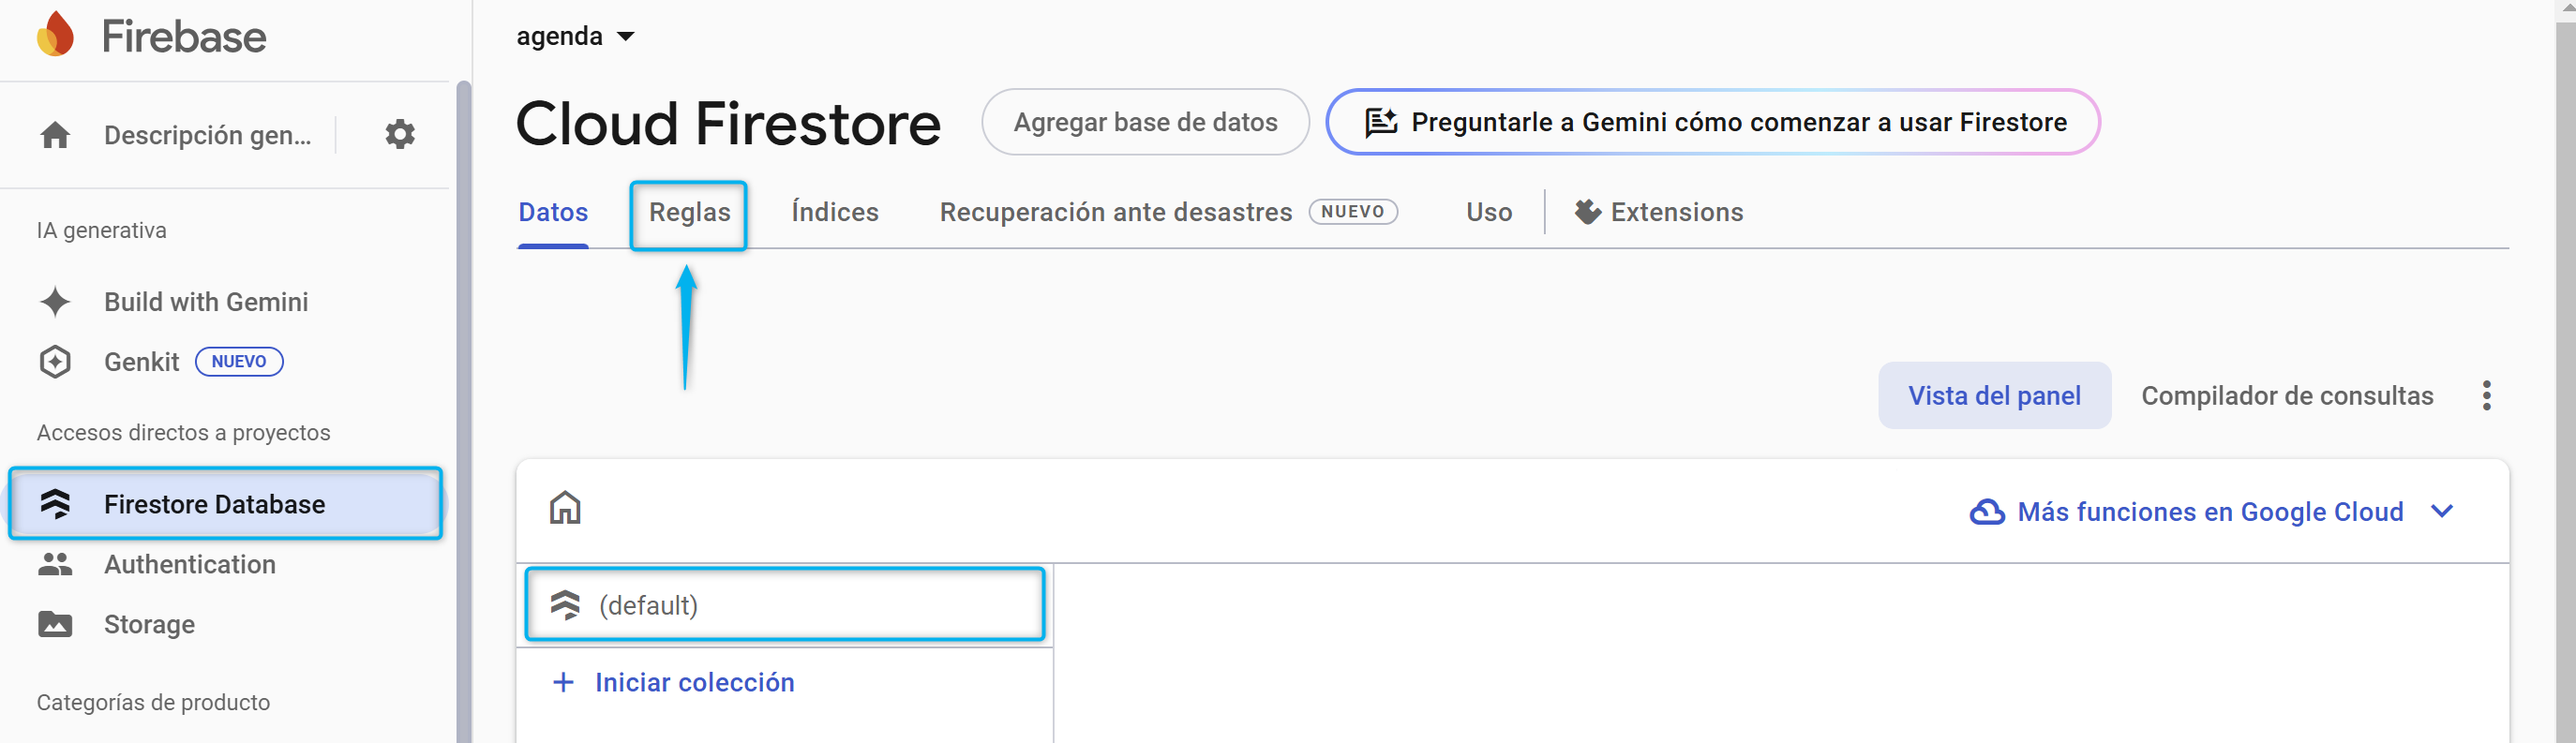 Firebase
Descripción gen...
IA generativa
Build with Gemini
Genkit NUEVO
Accesos directos a proyectos
Firestore Database
Authentication
Storage
Categorías de producto
agenda
Cloud Firestore
Agregar base de datos
Preguntarle a Gemini cómo comenzar a usar Firestore
Datos Reglas Índices Recuperación ante desastres NUEVO Uso Extensions
Vista del panel Compilador de consultas
Más funciones en Google Cloud
(default)
+ Iniciar colección